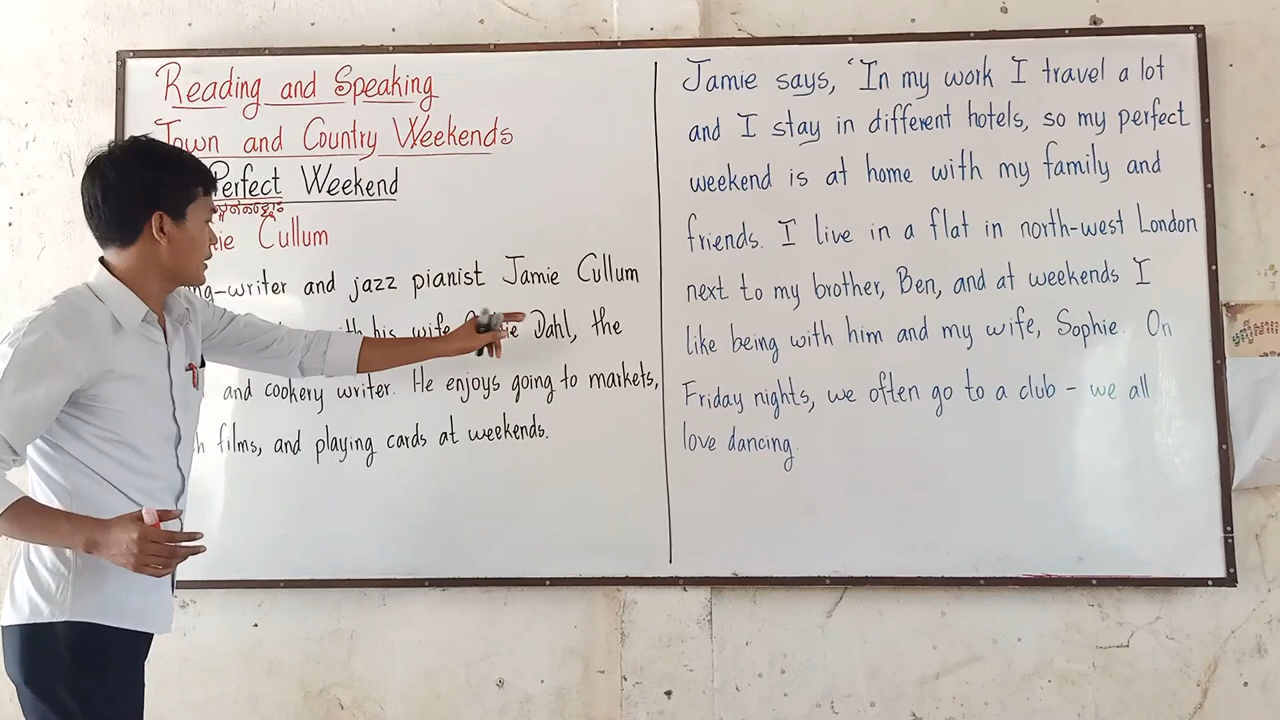 Reading and Speaking
Town and Country Weekends
Perfect Weekend
Cullum
writer and jazz pianist Jamie Cullum
his wife Dahl, the
and cookery writer. He enjoys going to markets,
films, and playing cards at weekends.
Jamie says, 'In my work I travel a lot
and I stay in different hotels, so my perfect
weekend is at home with my family and
friends. I live in a flat in north-west London
next to my brother, Ben, and at weekends I
like being with him and my wife, Sophie. On
Friday nights, we often go to a club - we all
love dancing.